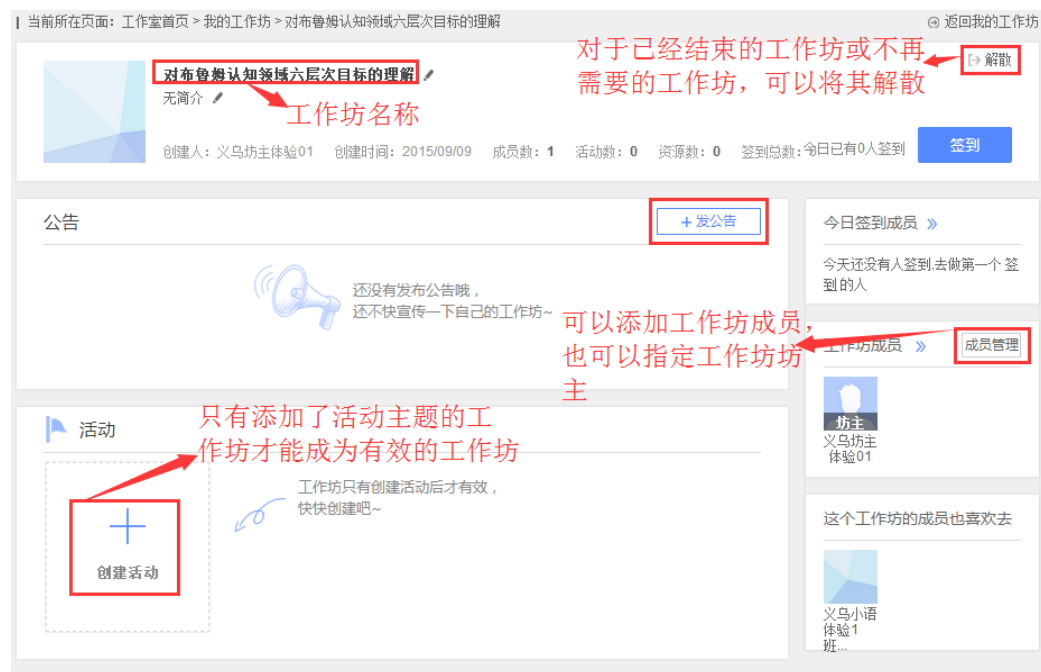 当前所在页面：工作室首页 > 我的工作坊 > 对布鲁姆认知领域六层次目标的理解
返回我的工作坊
对布鲁姆认知领域六层次目标的理解
无简介
工作坊名称
对于已经结束的工作坊或不再
需要的工作坊，可以将其解散
解散
创建人：义乌坊主体验01 创建时间：2015/09/09 成员数：1 活动数：0 资源数：0 签到总数：
今日已有0人签到
签到
公告
+ 发公告
还没有发布公告哦，
还不快宣传一下自己的工作坊~
今日签到成员 »
今天还没有人签到,去做第一个 签
到的人
可以添加工作坊成员，
也可以指定工作坊坊
主
工作坊成员 »
成员管理
坊主
义乌坊主
体验01
活动
只有添加了活动主题的工
作坊才能成为有效的工作坊
工作坊只有创建活动后才有效，
快快创建吧~
创建活动
这个工作坊的成员也喜欢去
义乌小语
体验1
班...